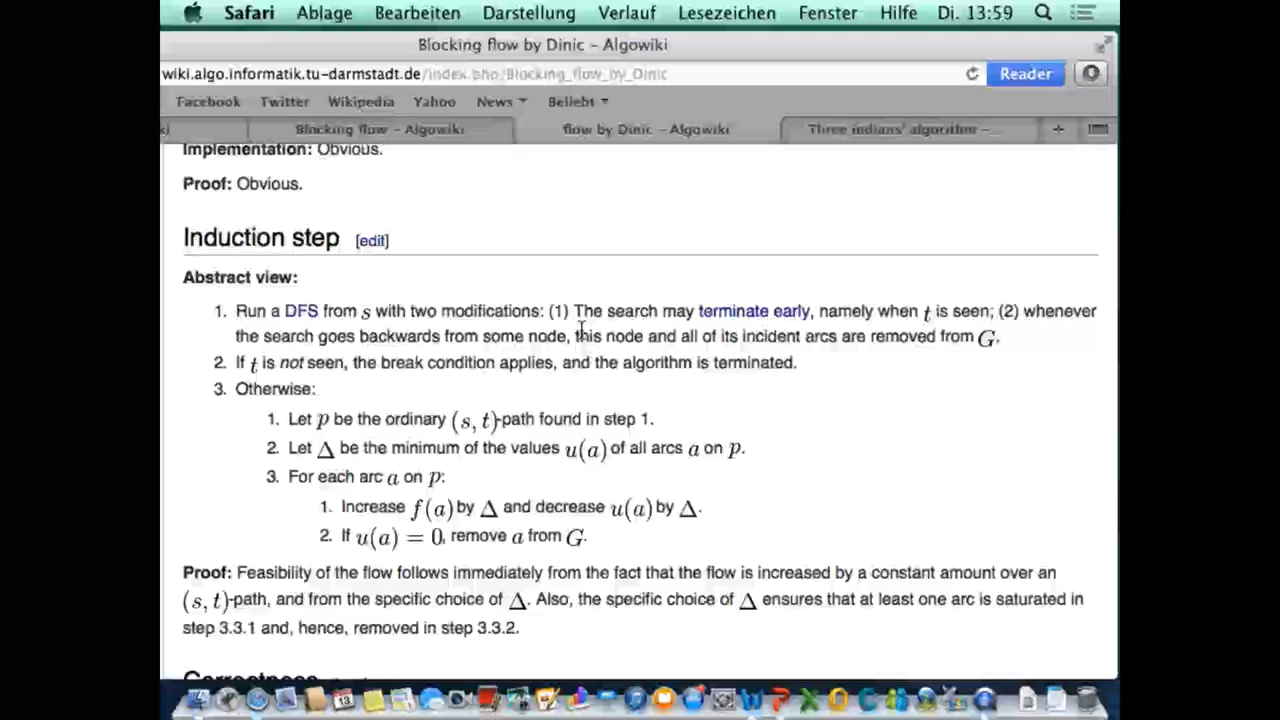 Safari Ablage Bearbeiten Darstellung Verlauf Lesezeichen Fenster Hilfe Di. 13:59
Blocking flow by Dinic – Algowiki
wiki.algo.informatik.tu-darmstadt.de/index.php/Blocking_flow_by_Dinic Reader
Facebook Twitter Wikipedia Yahoo News Beliebt
Blocking flow – Algowiki flow by Dinic – Algowiki Three indians' algorithm – ... +
Implementation: Obvious.
Proof: Obvious.
Induction step [edit]
Abstract view:
1. Run a DFS from s with two modifications: (1) The search may terminate early, namely when t is seen; (2) whenever
the search goes backwards from some node, this node and all of its incident arcs are removed from G.
2. If t is not seen, the break condition applies, and the algorithm is terminated.
3. Otherwise:
1. Let p be the ordinary (s, t)-path found in step 1.
2. Let Δ be the minimum of the values u(a) of all arcs a on p.
3. For each arc a on p:
1. Increase f(a) by Δ and decrease u(a) by Δ.
2. If u(a) = 0, remove a from G.
Proof: Feasibility of the flow follows immediately from the fact that the flow is increased by a constant amount over an
(s, t)-path, and from the specific choice of Δ. Also, the specific choice of Δ ensures that at least one arc is saturated in
step 3.3.1 and, hence, removed in step 3.3.2.
Correctness